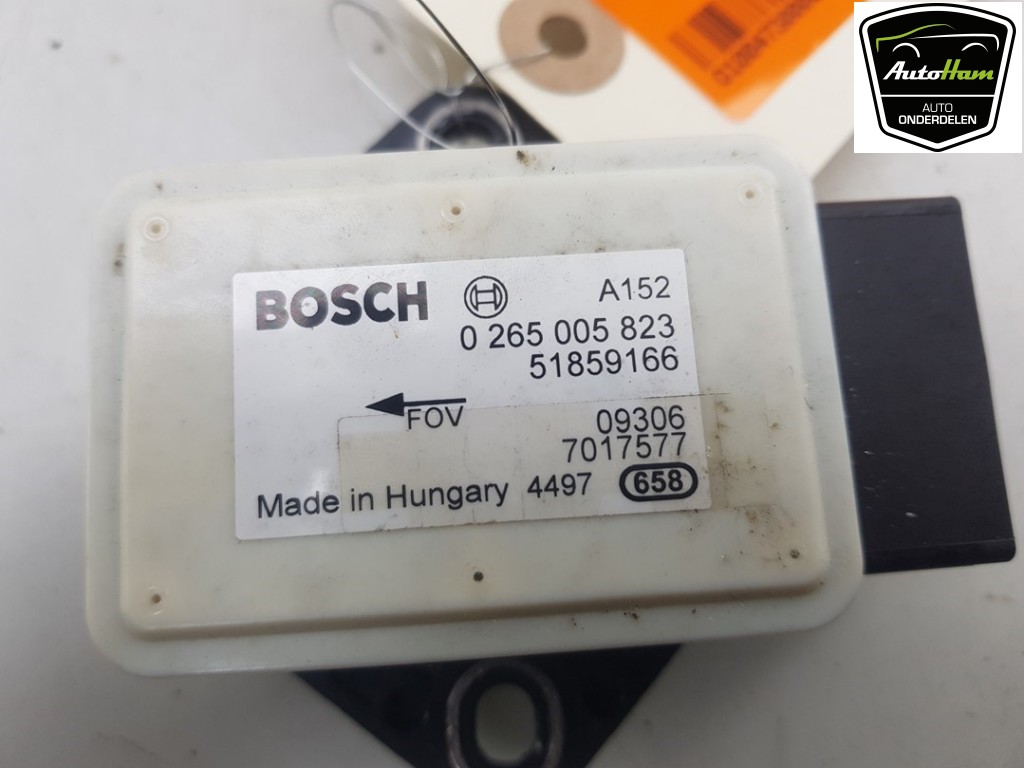 AutoHam
AUTO
ONDERDELEN
BOSCH
A152
0 265 005 823
51859166
FOV
09306
7017577
Made in Hungary 4497 658